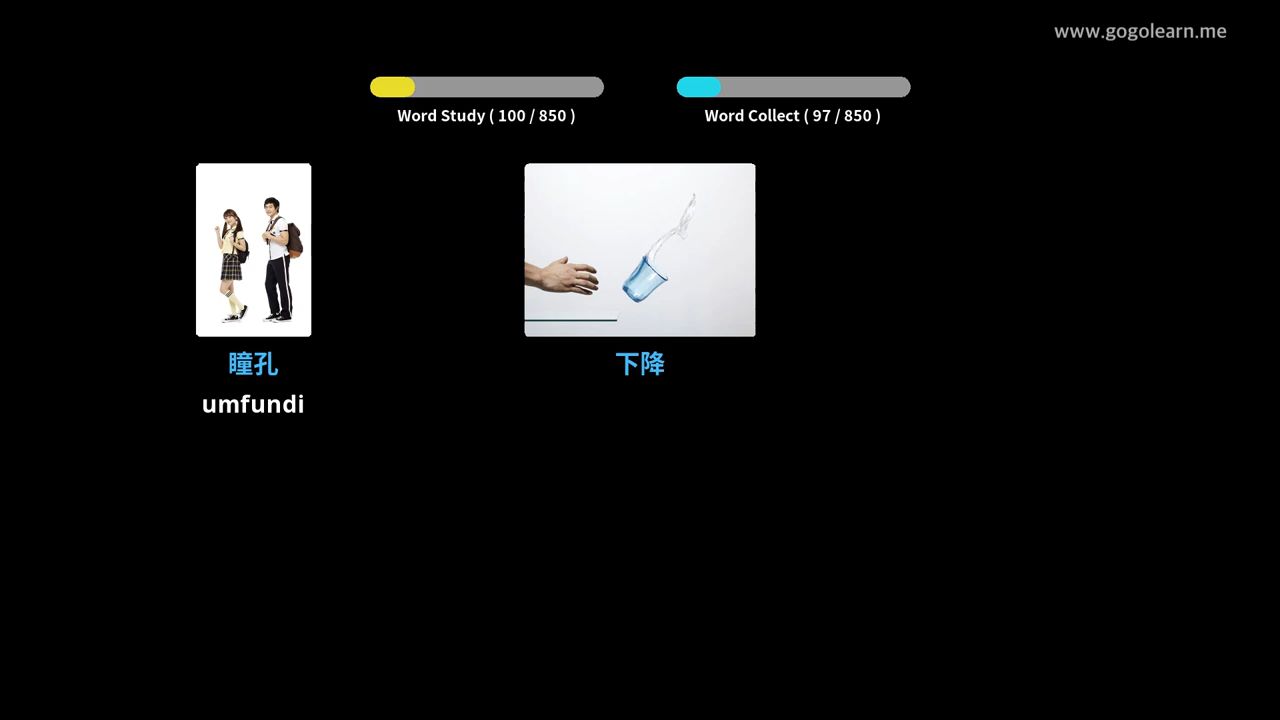 www.gogolearn.me
Word Study ( 100 / 850 )
Word Collect ( 97 / 850 )
瞳孔
umfundi
下降